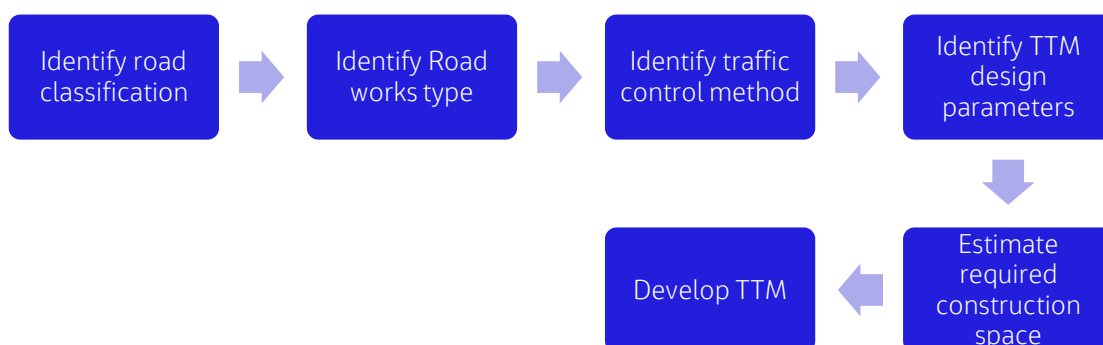 Identify road
classification
Identify Road
works type
Identify traffic
control method
Identify TTM
design
parameters
Estimate
required
construction
space
Develop TTM